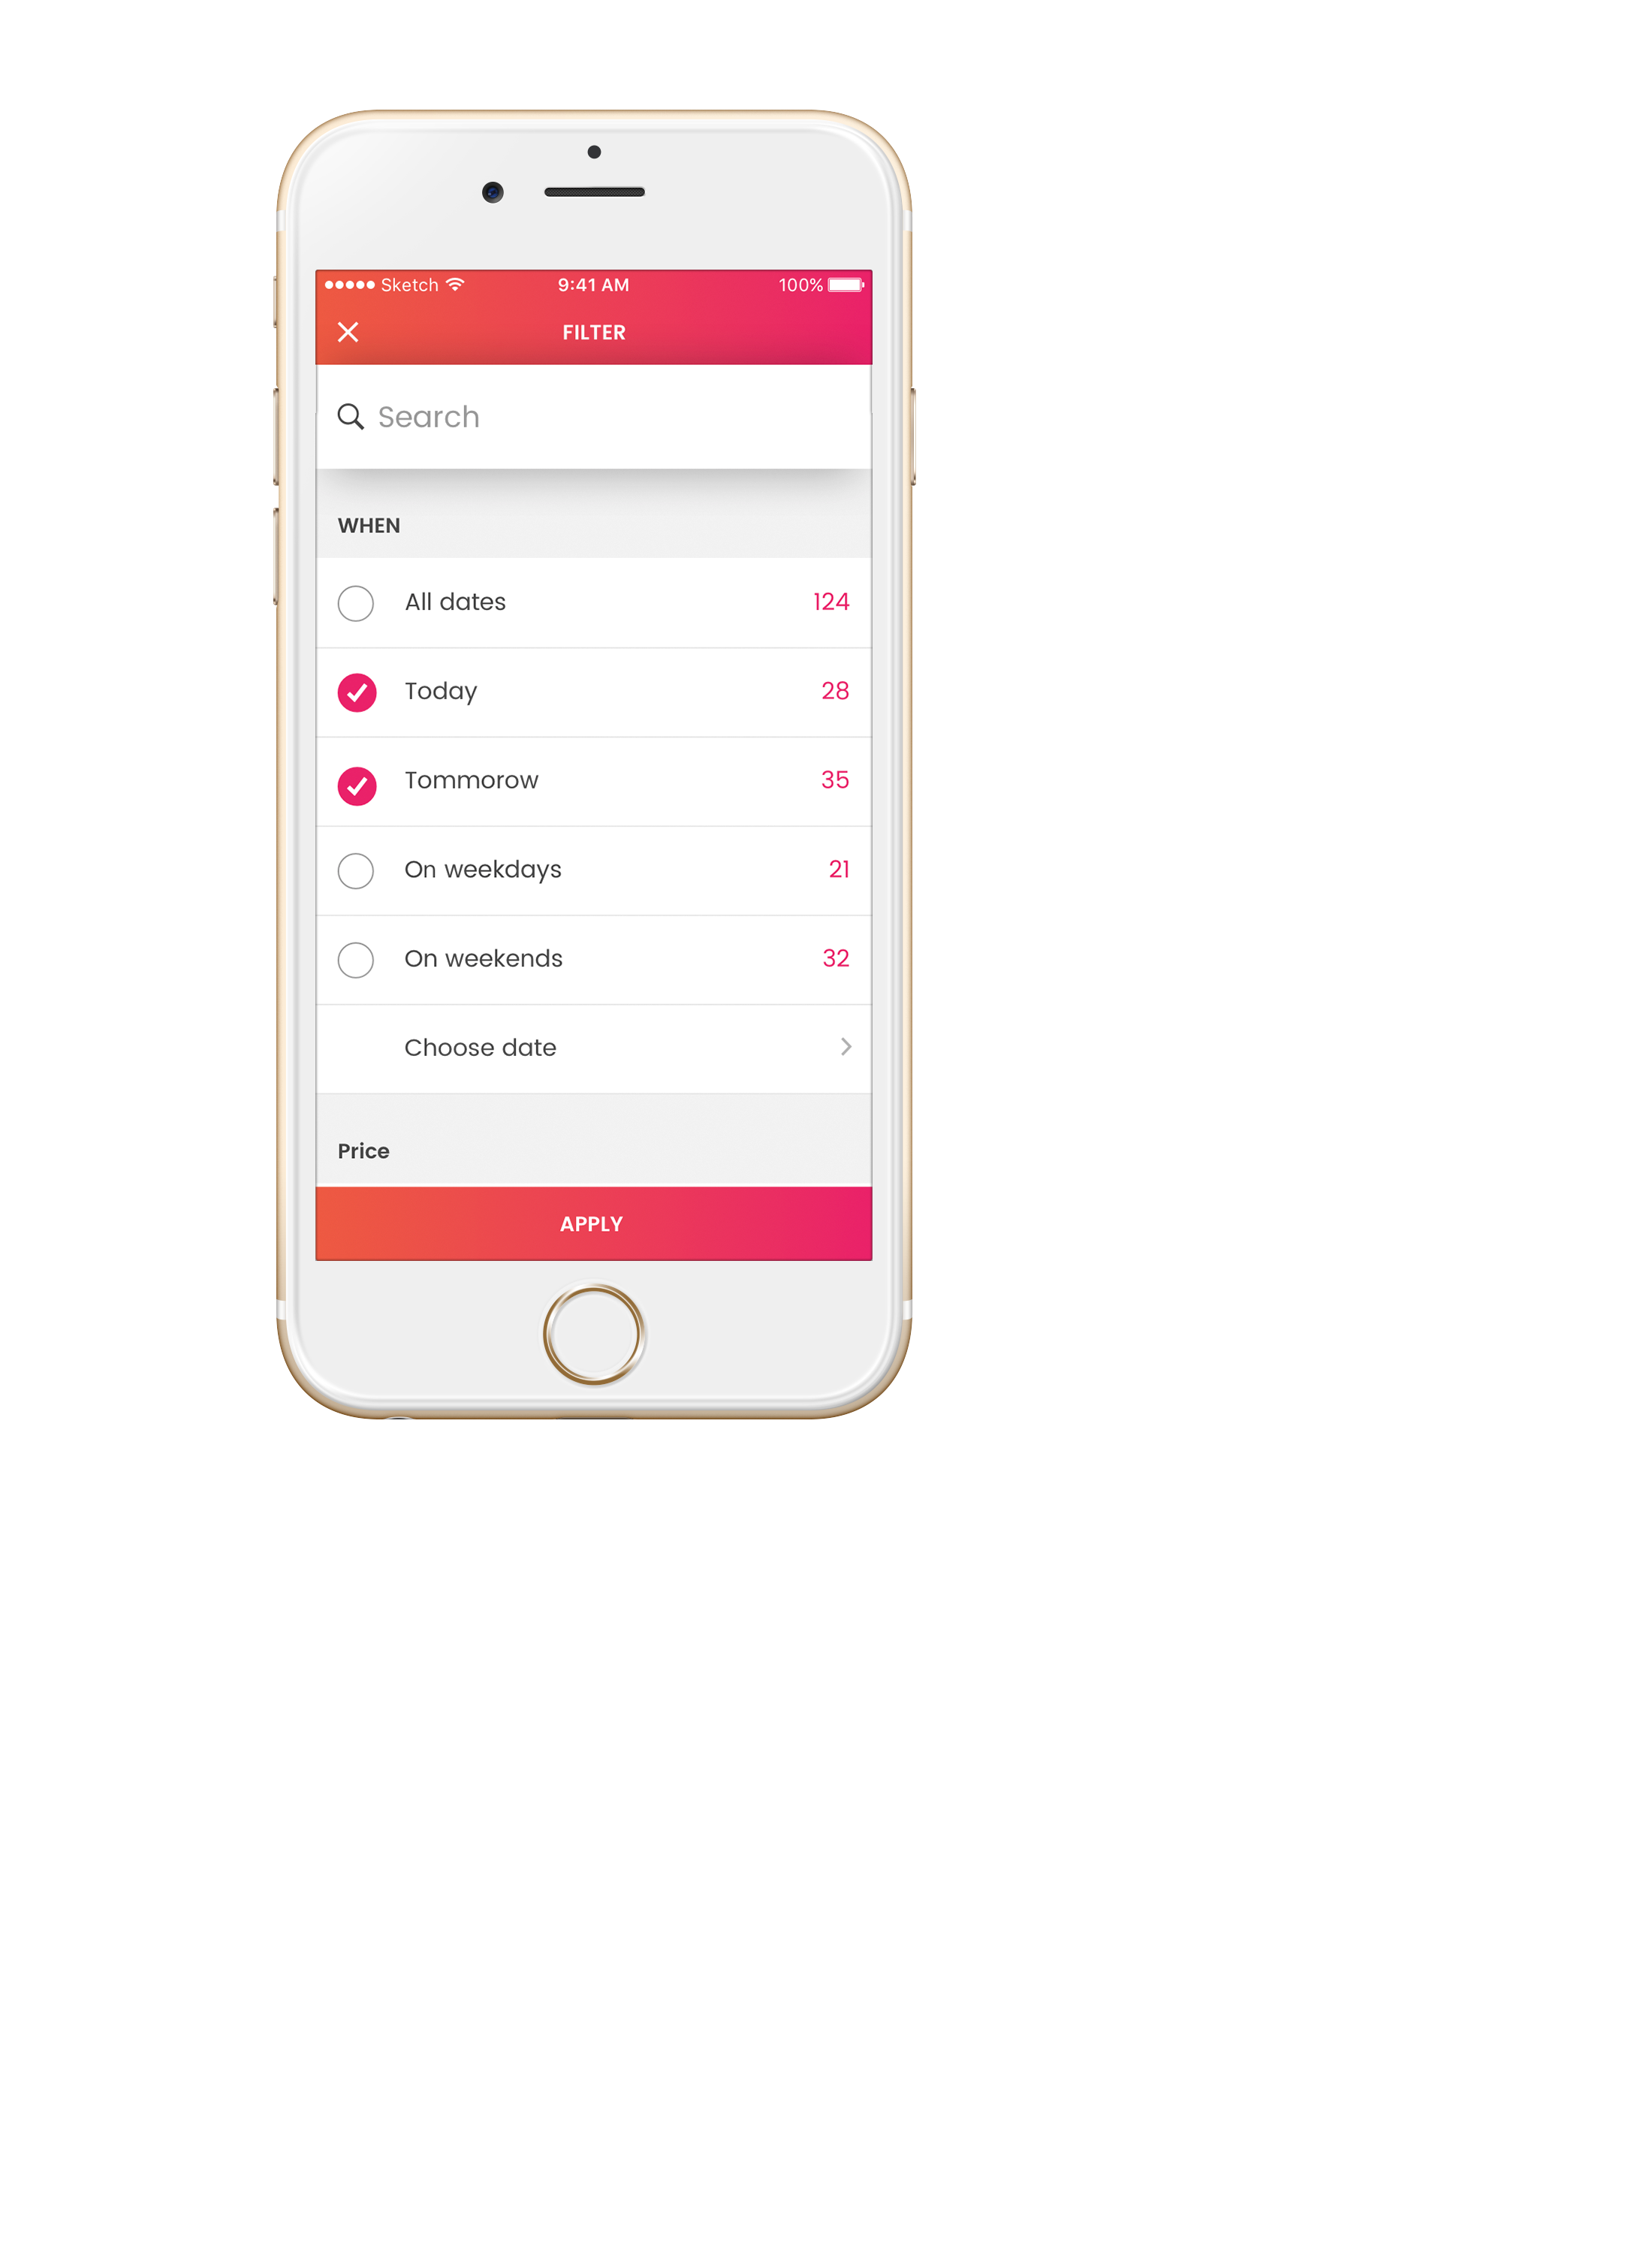 Sketch 9:41 AM 100%
FILTER
Search
WHEN
All dates 124
Today 28
Tommorow 35
On weekdays 21
On weekends 32
Choose date
Price
APPLY